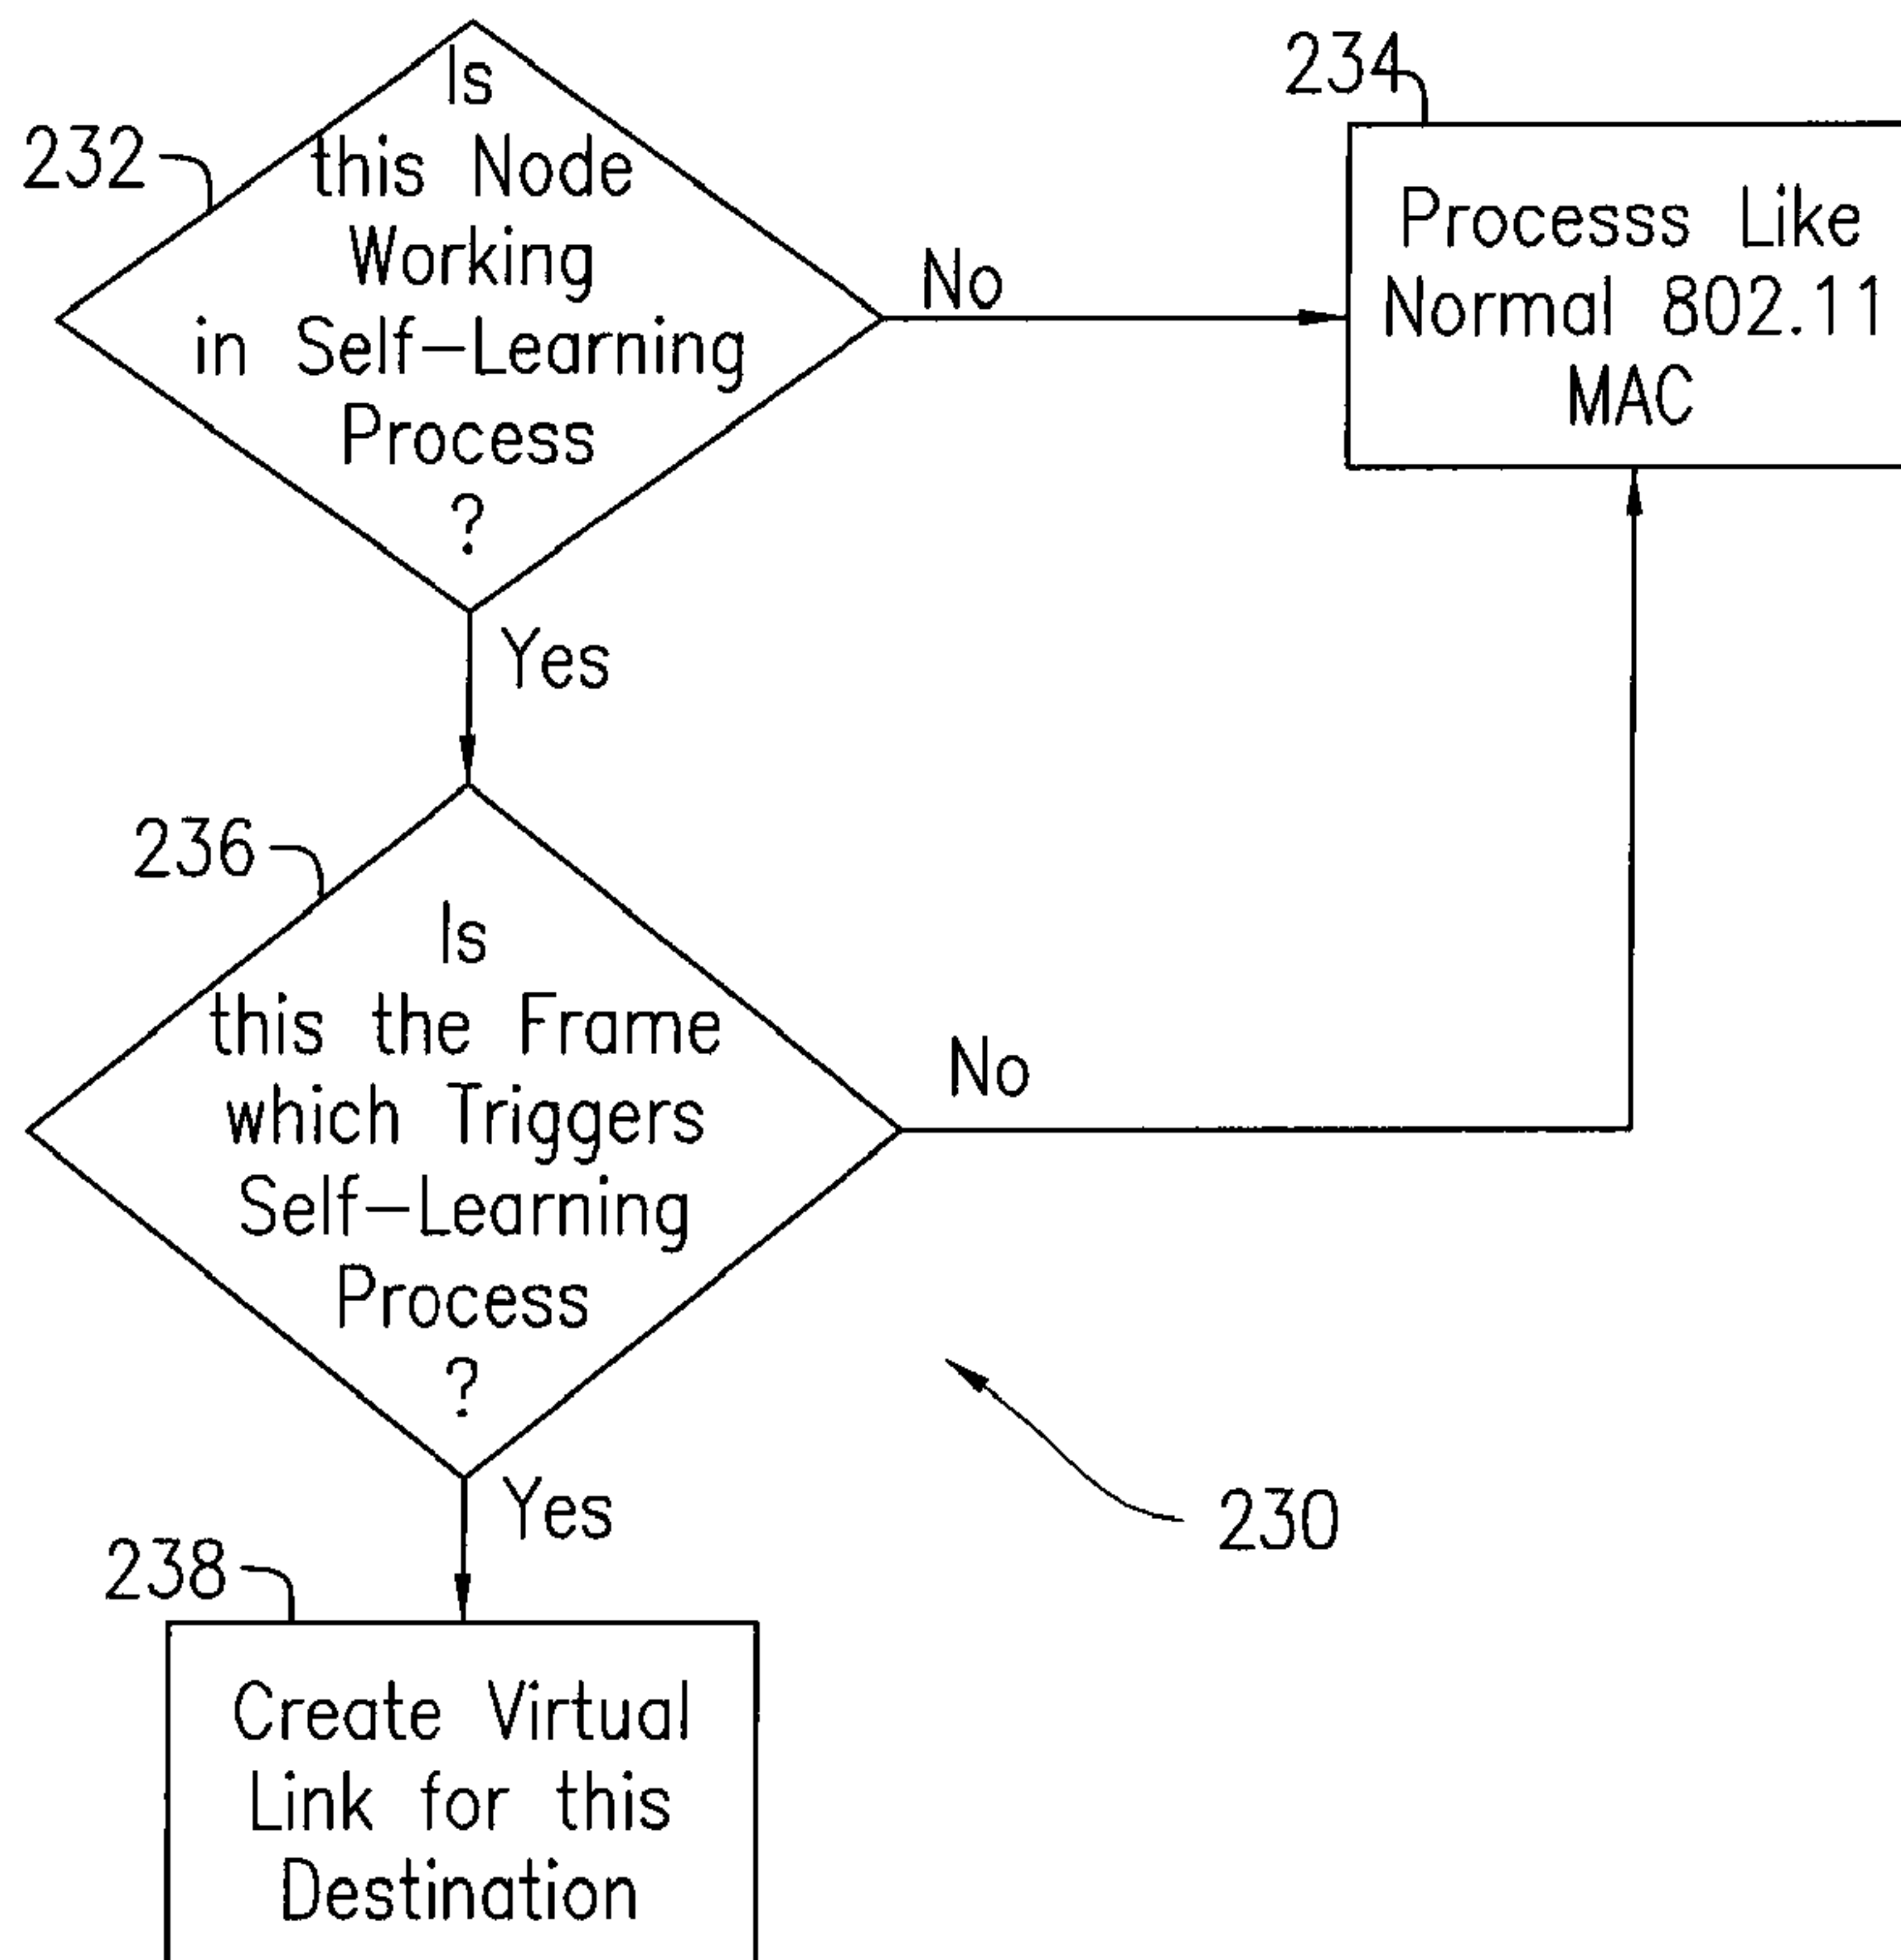 232
Is
this Node
Working
in Self-Learning
Process
?
No
234
Processs Like
Normal 802.11
MAC
Yes
236
Is
this the Frame
which Triggers
Self-Learning
Process
?
No
230
Yes
238
Create Virtual
Link for this
Destination